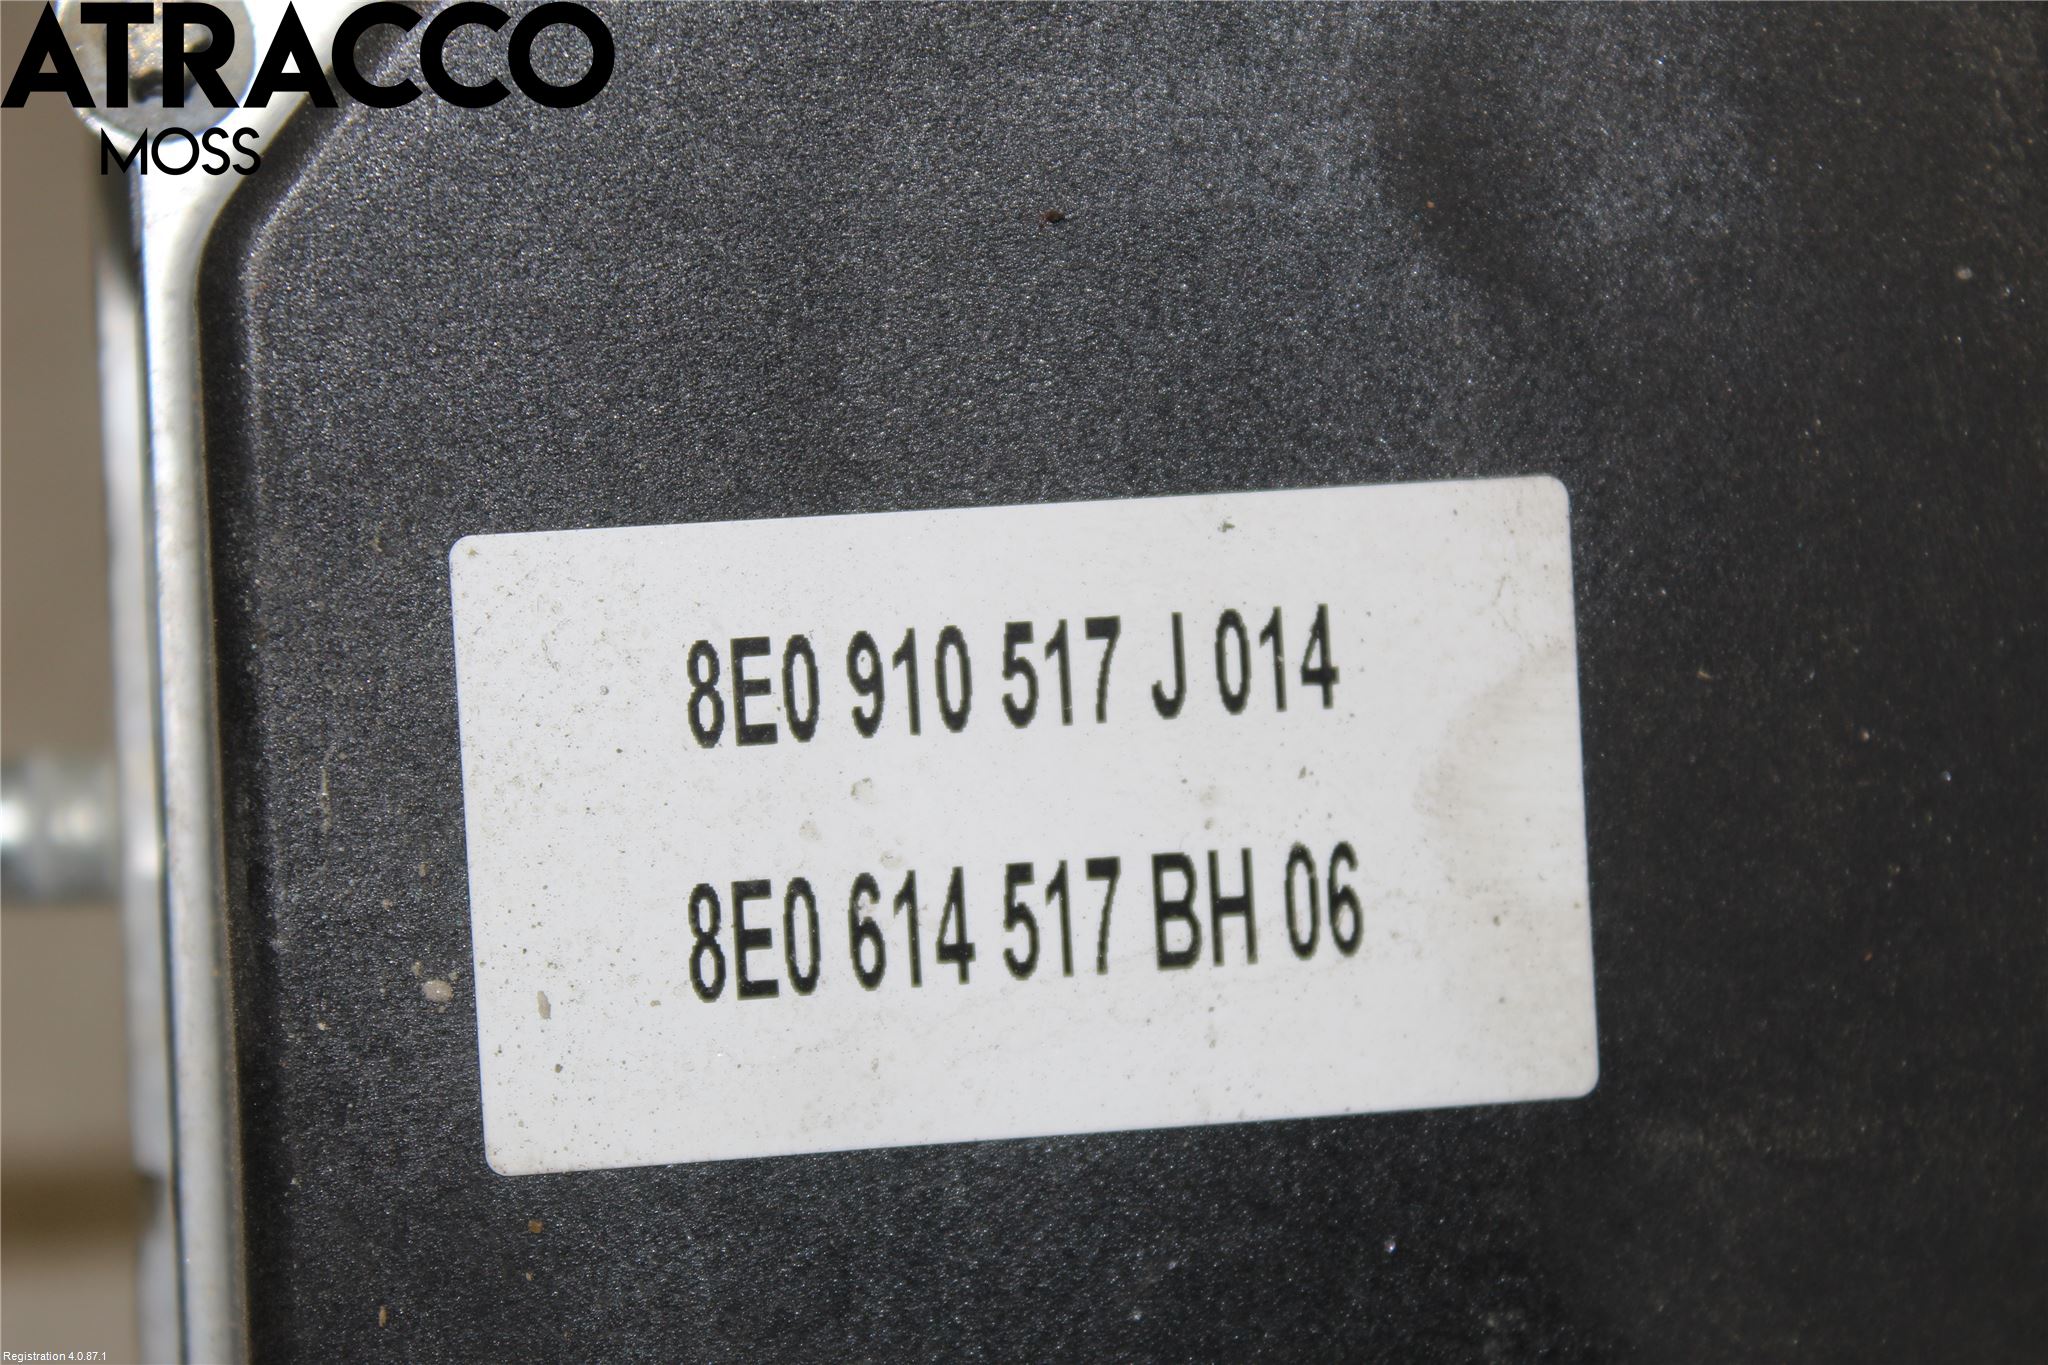 ATRACCO
MOSS
8E0 910 517 J 014
8E0 614 517 BH 06
Registration 4.0.87.1